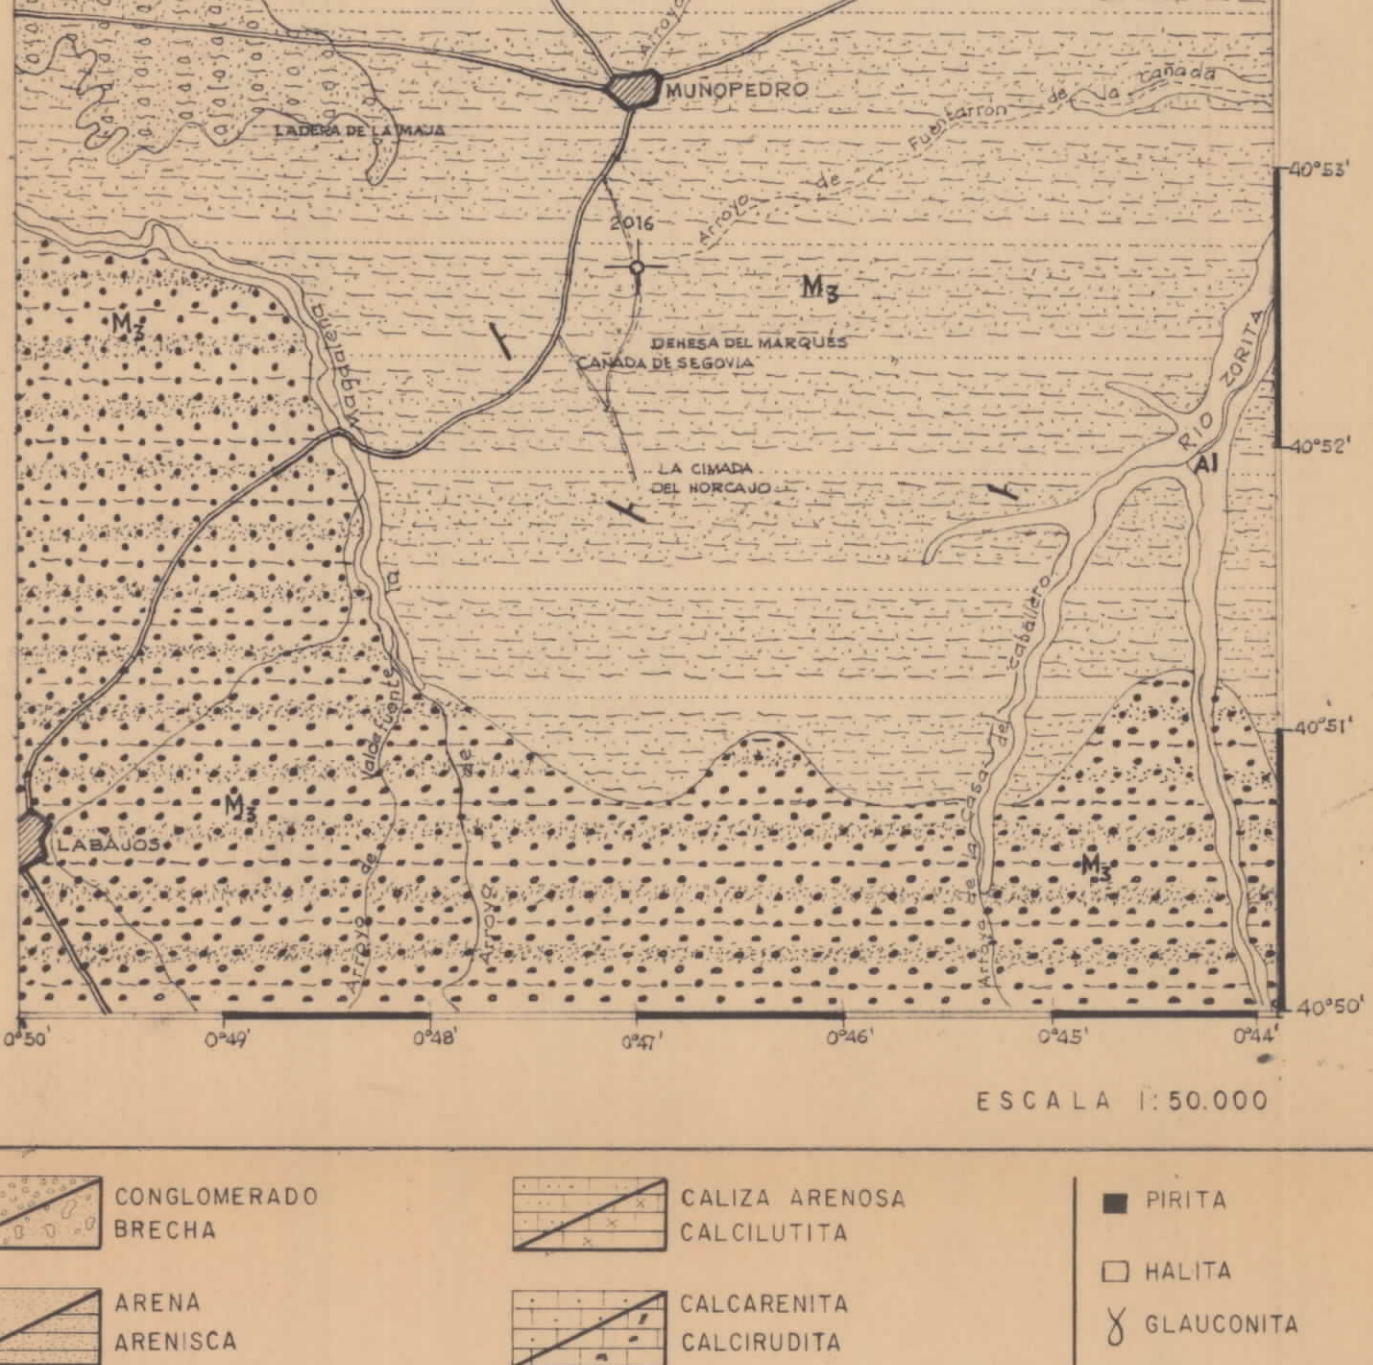 Arroyo
MUÑOPEDRO
Arroyo de Fuentarrón de la Cañada
LADERA DE LA MAJA
40°53'
2016
M3
M3
Magdalena
la
de
Arroyo
DEHESA DEL MARQUÉS
CAÑADA DE SEGOVIA
RIO ZORITA
40°52'
Al
LA CIMADA
DEL HORCAJO
Arroyo de la Casa de Caballero
40°51'
Arroyo de Valdefuente
M3
LABAJOS
M3
40°50'
0°50' 0°49' 0°48' 0°47' 0°46' 0°45' 0°44'
ESCALA 1:50.000
CONGLOMERADO
BRECHA
CALIZA ARENOSA
CALCILUTITA
PIRITA
HALITA
ARENA
ARENISCA
CALCARENITA
CALCIRUDITA
GLAUCONITA